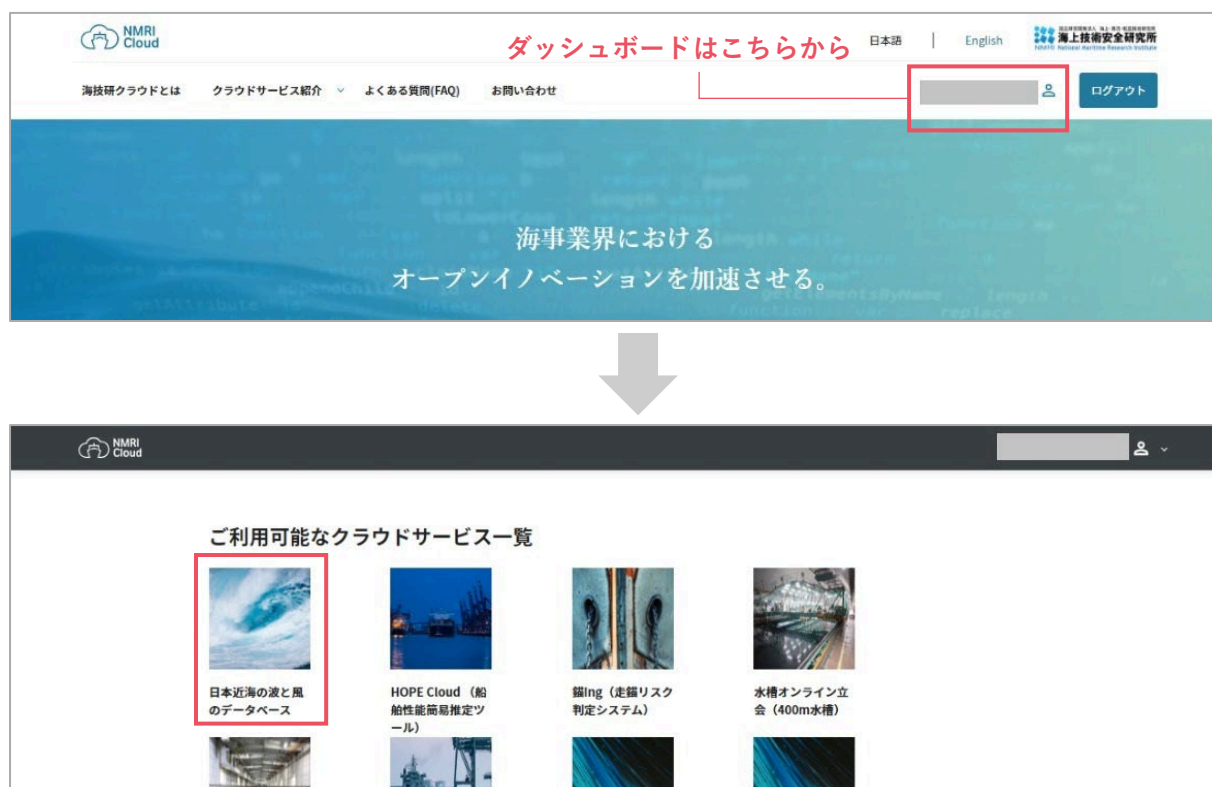 NMRI
Cloud
ダッシュボードはこちらから
日本語 | English
海上技術安全研究所
NMRI National Maritime Research Institute
海技研クラウドとは
クラウドサービス紹介
よくある質問(FAQ)
お問い合わせ
ログアウト
海事業界における
オープンイノベーションを加速させる。
NMRI
Cloud
ご利用可能なクラウドサービス一覧
日本近海の波と風
のデータベース
HOPE Cloud （船
舶性能簡易推定ツ
ール）
錨Ing（走錨リスク
判定システム）
水槽オンライン立
会（400m水槽）